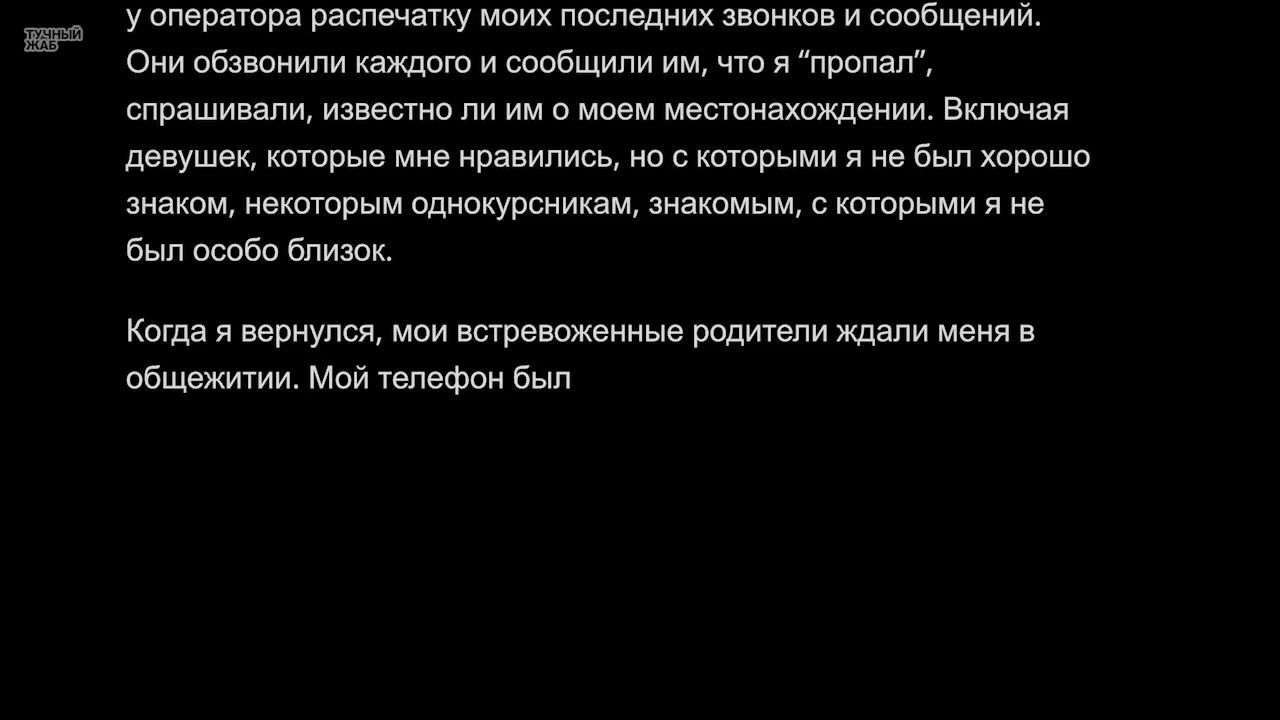 ТУЧНЫЙ
ЖАБ
у оператора распечатку моих последних звонков и сообщений.
Они обзвонили каждого и сообщили им, что я “пропал”,
спрашивали, известно ли им о моем местонахождении. Включая
девушек, которые мне нравились, но с которыми я не был хорошо
знаком, некоторым однокурсникам, знакомым, с которыми я не
был особо близок.
Когда я вернулся, мои встревоженные родители ждали меня в
общежитии. Мой телефон был